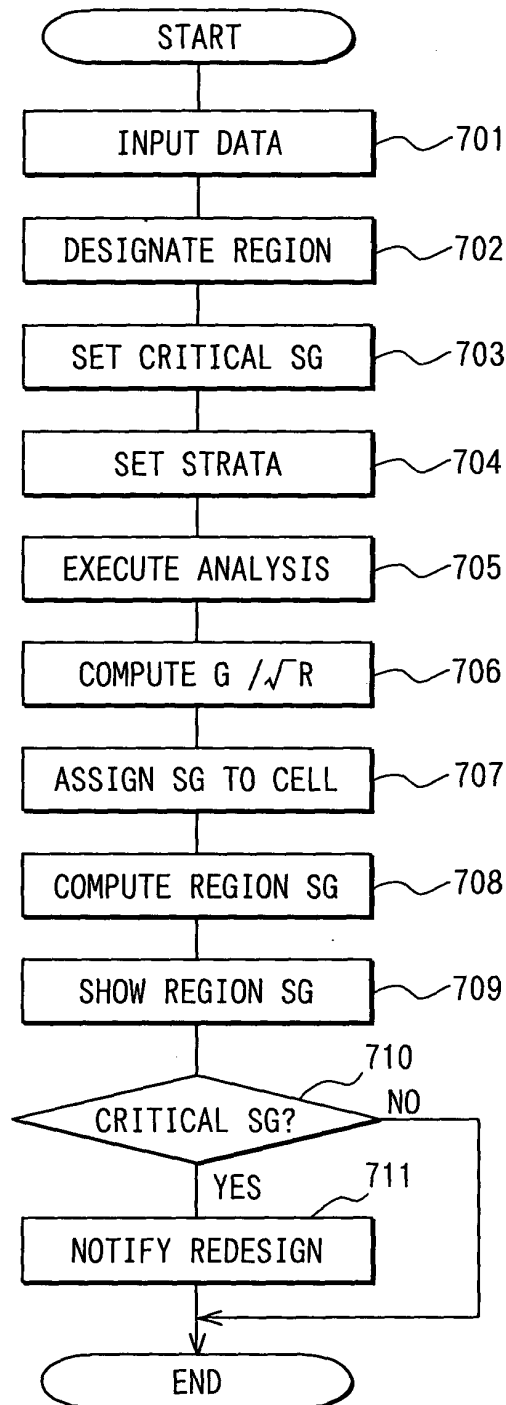 START
INPUT DATA 701
DESIGNATE REGION 702
SET CRITICAL SG 703
SET STRATA 704
EXECUTE ANALYSIS 705
COMPUTE G /√R 706
ASSIGN SG TO CELL 707
COMPUTE REGION SG 708
SHOW REGION SG 709
710
CRITICAL SG? NO
YES 711
NOTIFY REDESIGN
END